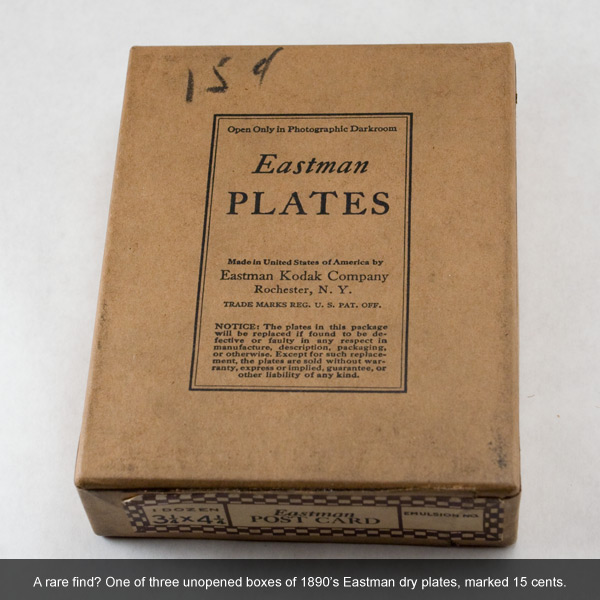 15¢
Open Only in Photographic Darkroom
Eastman
PLATES
Made in United States of America by
Eastman Kodak Company
Rochester, N. Y.
TRADE MARKS REG. U. S. PAT. OFF.
NOTICE: The plates in this package
will be replaced if found to be de-
fective or faulty in any respect in
manufacture, description, packaging,
or otherwise. Except for such replace-
ment, the plates are sold without war-
ranty, express or implied, guarantee, or
other liability of any kind.
1 DOZEN
3¼x4¼
Eastman
POST CARD
EMULSION NO.
A rare find? One of three unopened boxes of 1890's Eastman dry plates, marked 15 cents.